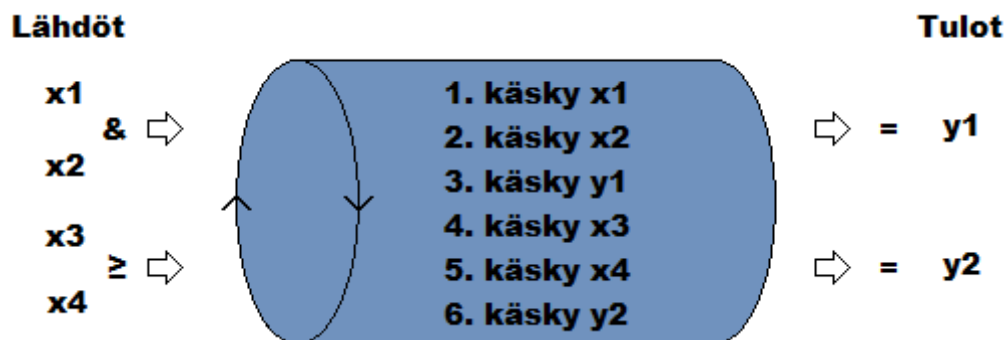 Lähdöt
x1
&
x2
x3
≥
x4
1. käsky x1
2. käsky x2
3. käsky y1
4. käsky x3
5. käsky x4
6. käsky y2
Tulot
= y1
= y2